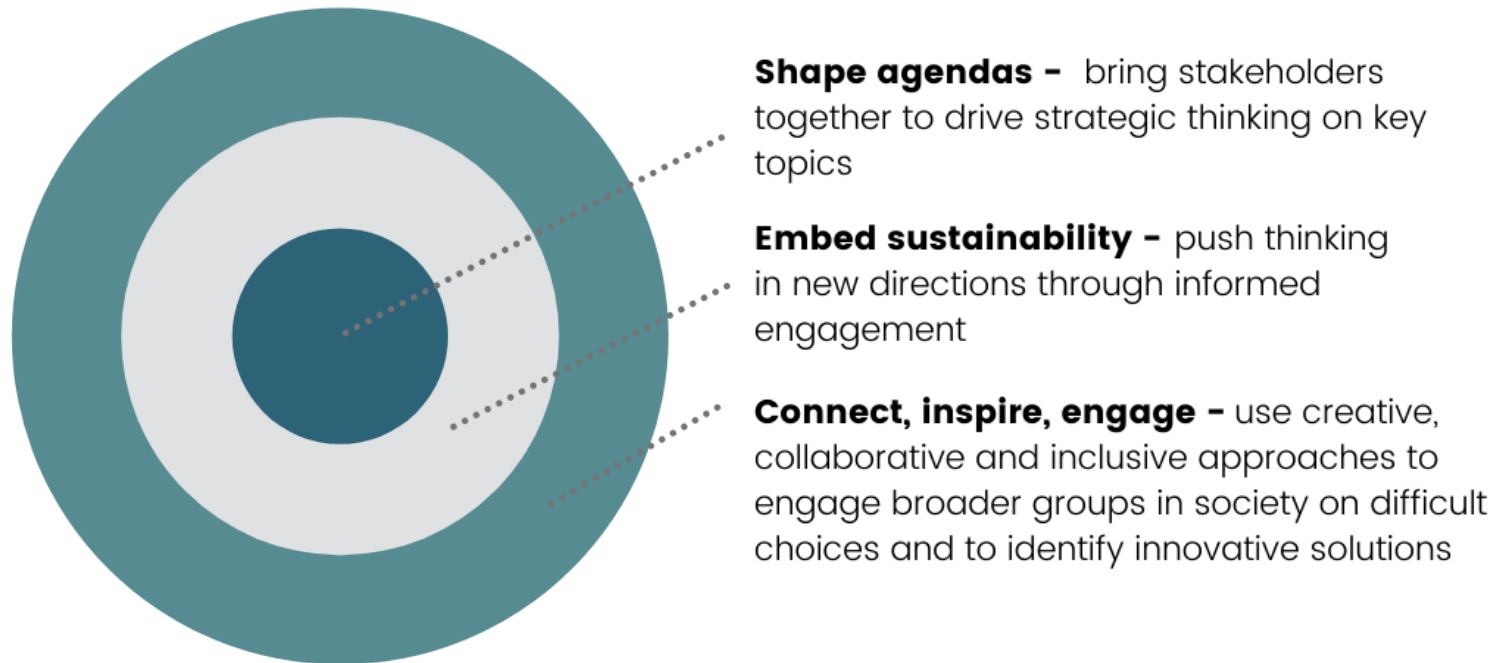 Shape agendas - bring stakeholders
together to drive strategic thinking on key
topics
Embed sustainability - push thinking
in new directions through informed
engagement
Connect, inspire, engage - use creative,
collaborative and inclusive approaches to
engage broader groups in society on difficult
choices and to identify innovative solutions